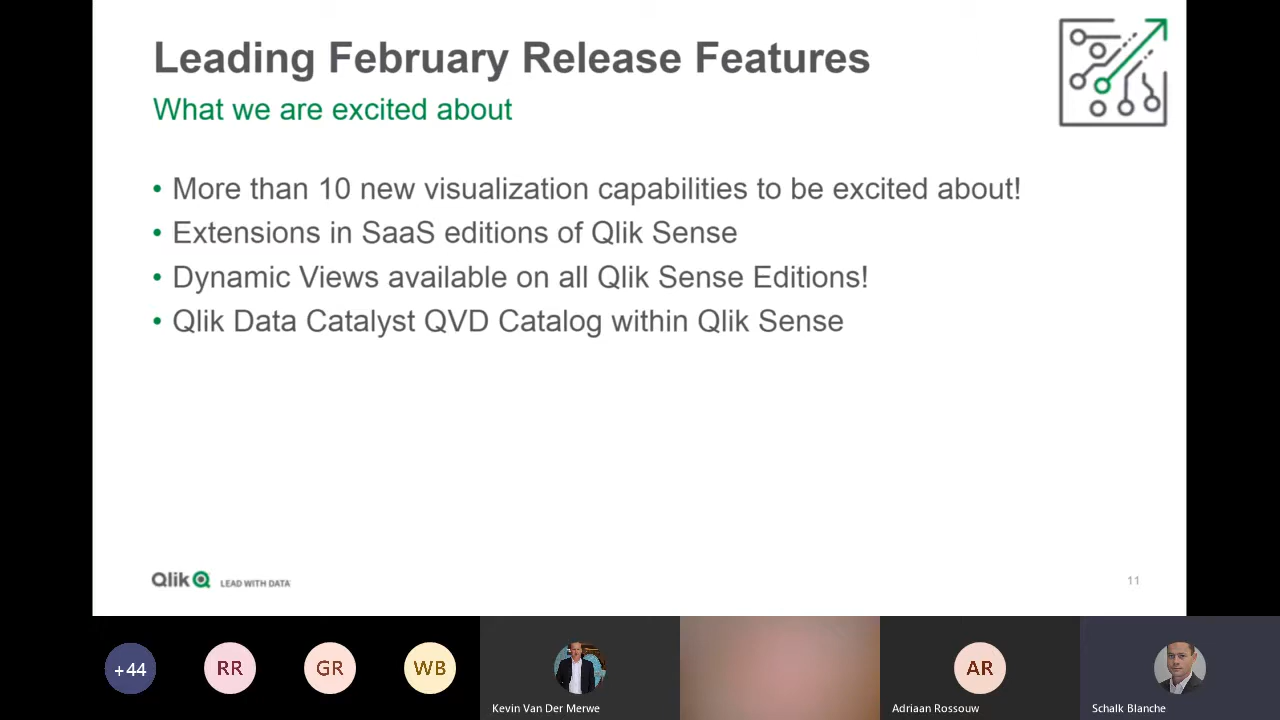 Leading February Release Features
What we are excited about
• More than 10 new visualization capabilities to be excited about!
• Extensions in SaaS editions of Qlik Sense
• Dynamic Views available on all Qlik Sense Editions!
• Qlik Data Catalyst QVD Catalog within Qlik Sense
Qlik LEAD WITH DATA
11
+44
RR
GR
WB
AR
Kevin Van Der Merwe
Adriaan Rossouw
Schalk Blanche